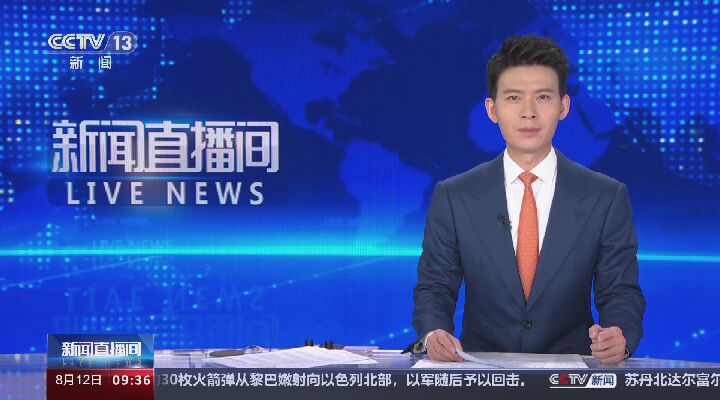 CCTV 13
新闻
新闻直播间
LIVE NEWS
新闻直播间
LIVE NEWS
8月12日 09:36
30枚火箭弹从黎巴嫩射向以色列北部，以军随后予以回击。 CCTV新闻 苏丹北达尔富尔